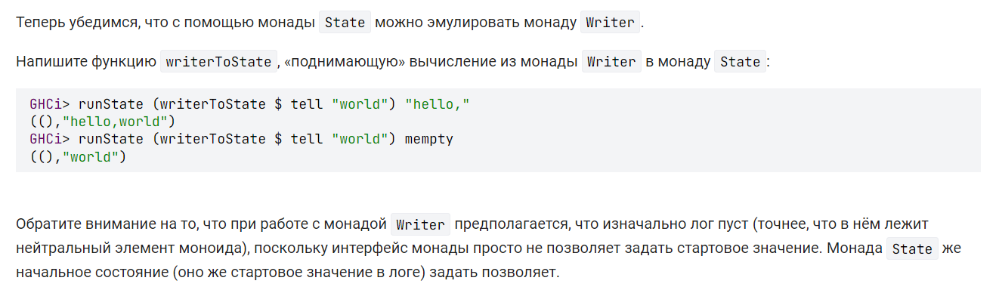 Теперь убедимся, что с помощью монады State можно эмулировать монаду Writer.
Напишите функцию writerToState, «поднимающую» вычисление из монады Writer в монаду State:
GHCi> runState (writerToState $ tell "world") "hello,"
((),"hello,world")
GHCi> runState (writerToState $ tell "world") mempty
((),"world")
Обратите внимание на то, что при работе с монадой Writer предполагается, что изначально лог пуст (точнее, что в нём лежит
нейтральный элемент моноида), поскольку интерфейс монады просто не позволяет задать стартовое значение. Монада State же
начальное состояние (оно же стартовое значение в логе) задать позволяет.